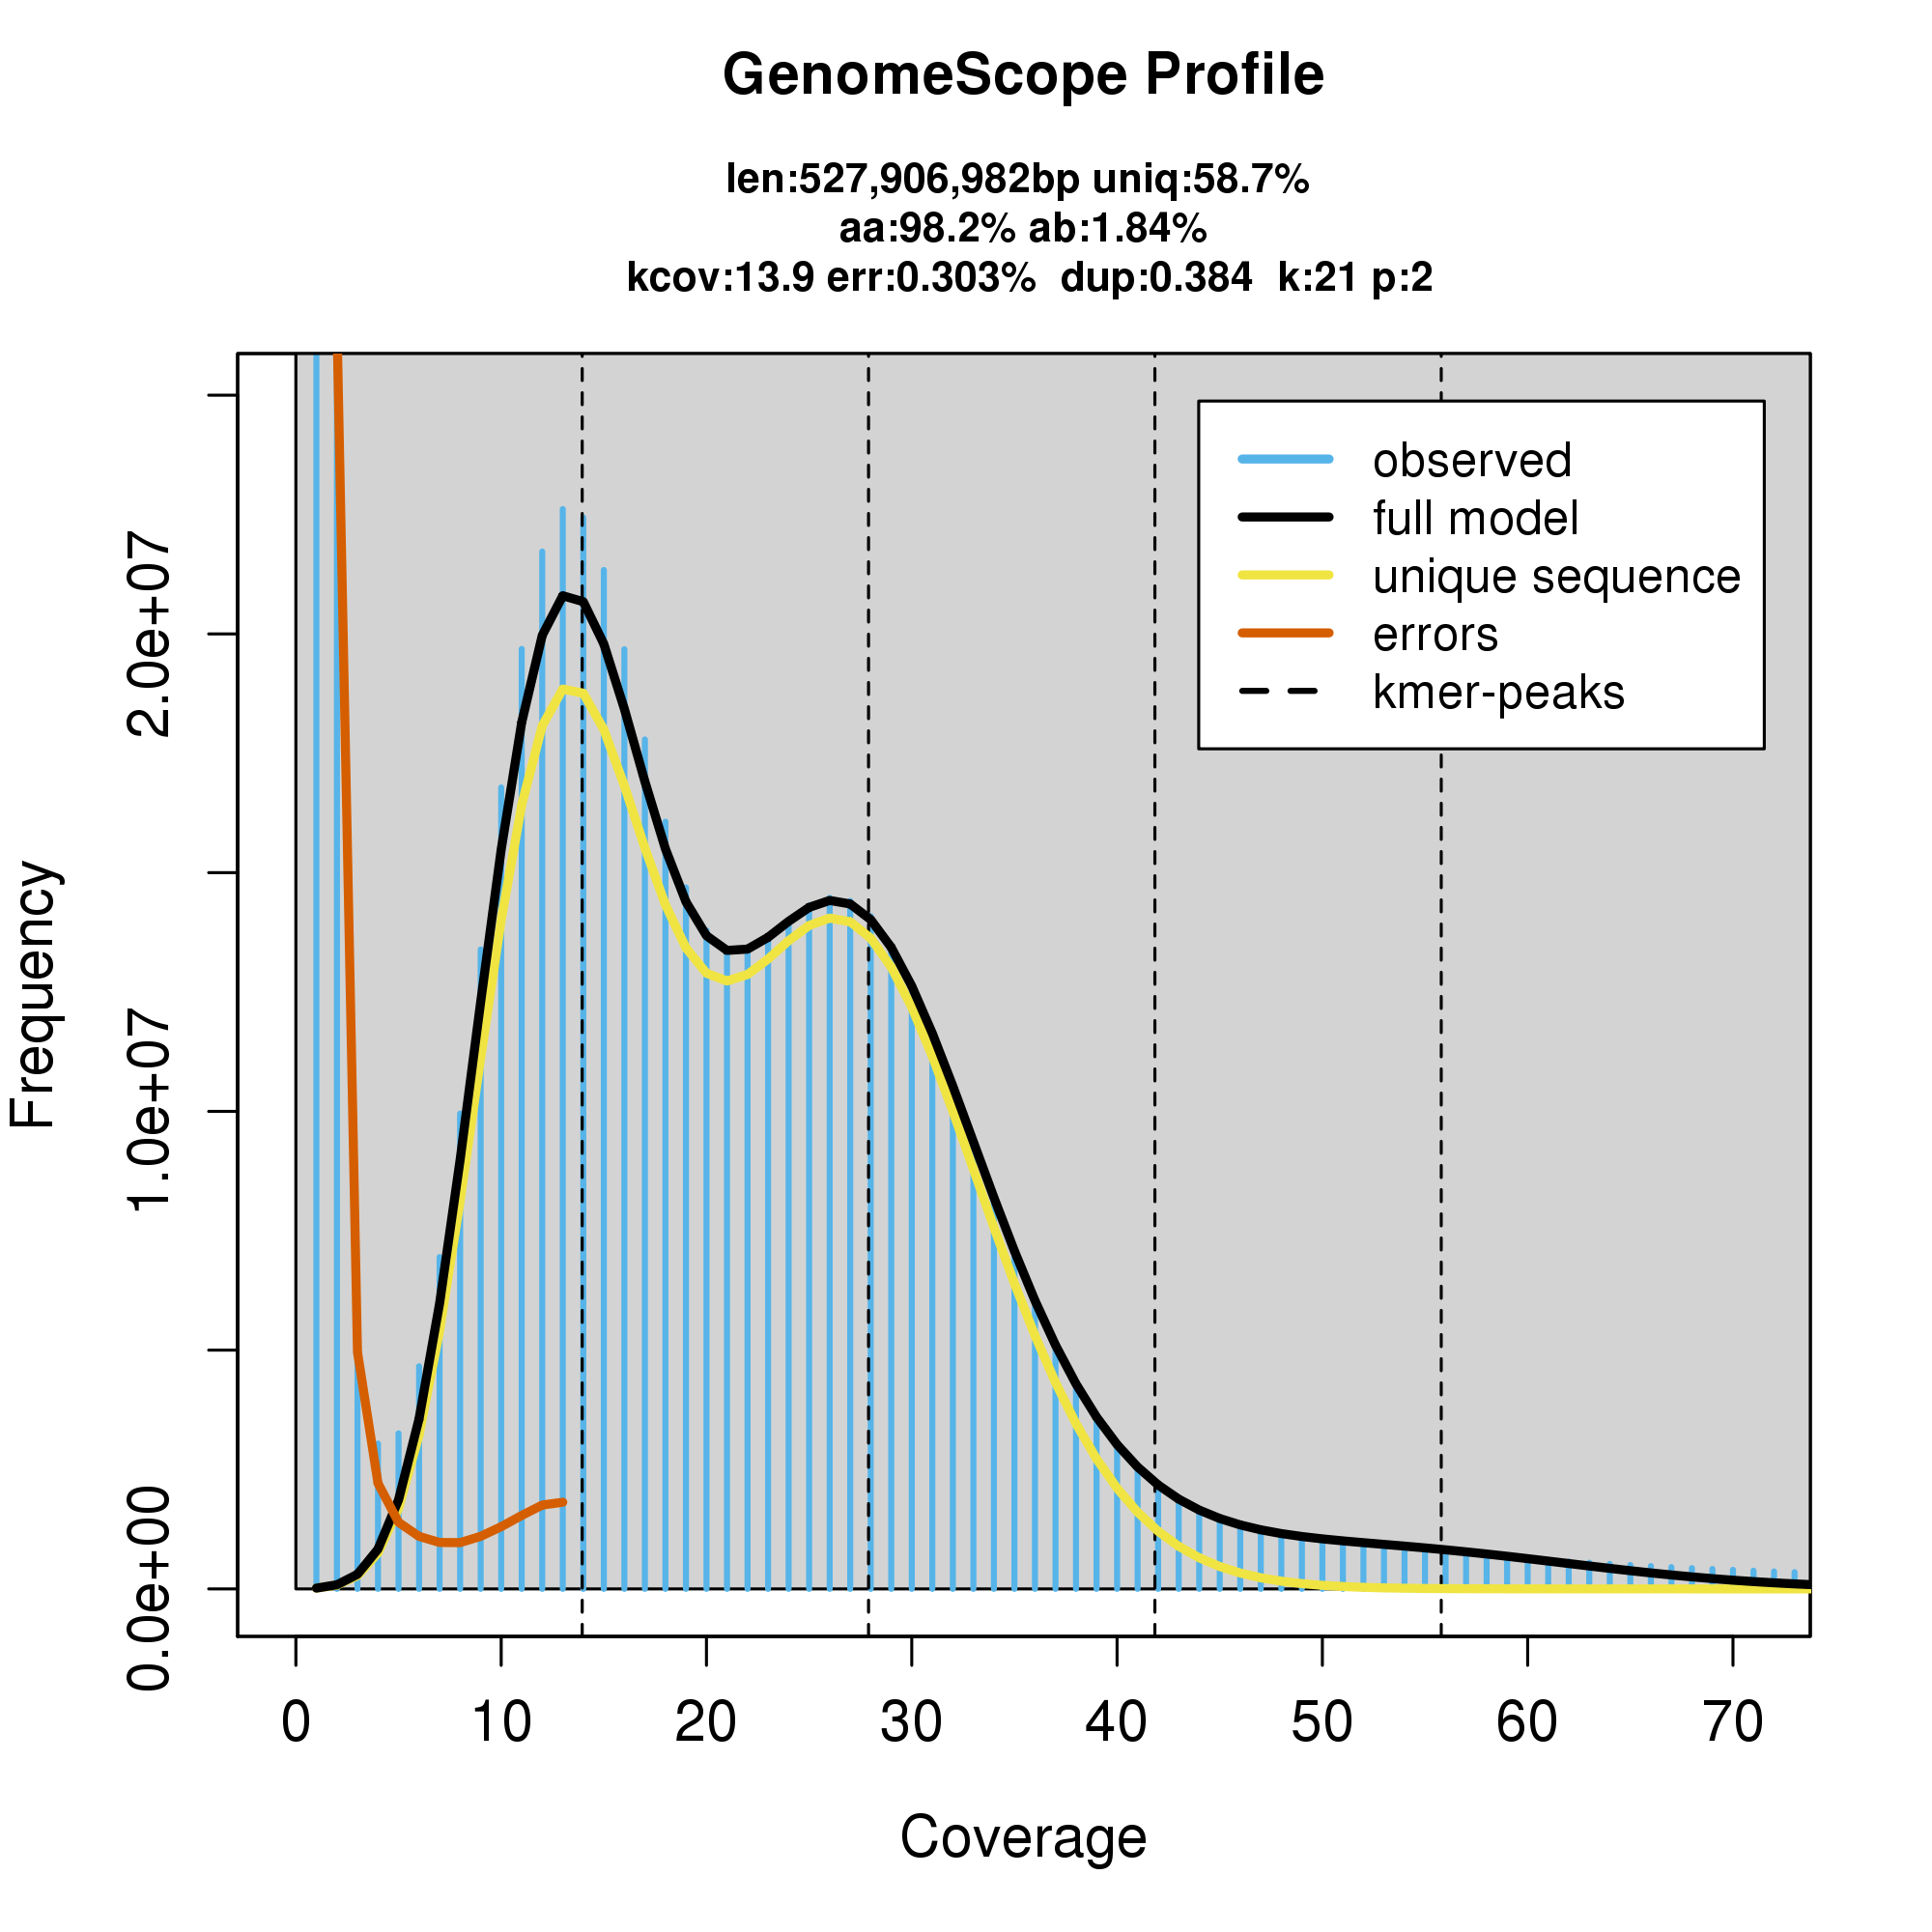 GenomeScope Profile
len:527,906,982bp uniq:58.7%
aa:98.2% ab:1.84%
kcov:13.9 err:0.303%  dup:0.384  k:21 p:2
observed
full model
unique sequence
errors
kmer-peaks
Frequency
2.0e+07
1.0e+07
0.0e+00
0 10 20 30 40 50 60 70
Coverage